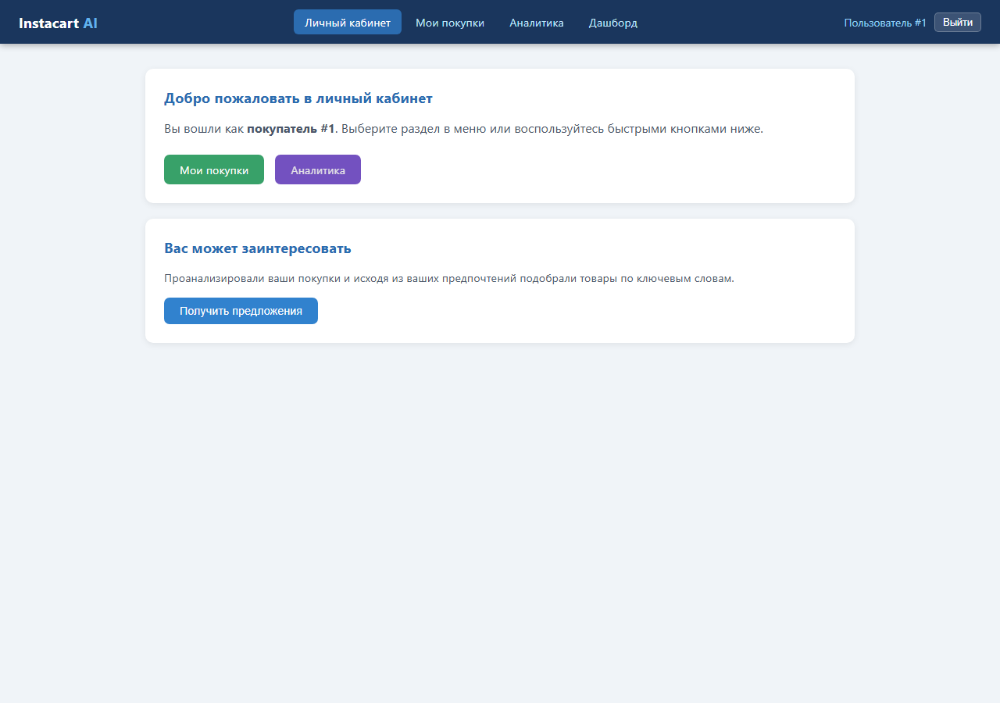 Instacart AI
Личный кабинет
Мои покупки
Аналитика
Дашборд
Пользователь #1
Выйти
Добро пожаловать в личный кабинет
Вы вошли как покупатель #1. Выберите раздел в меню или воспользуйтесь быстрыми кнопками ниже.
Мои покупки
Аналитика
Вас может заинтересовать
Проанализировали ваши покупки и исходя из ваших предпочтений подобрали товары по ключевым словам.
Получить предложения